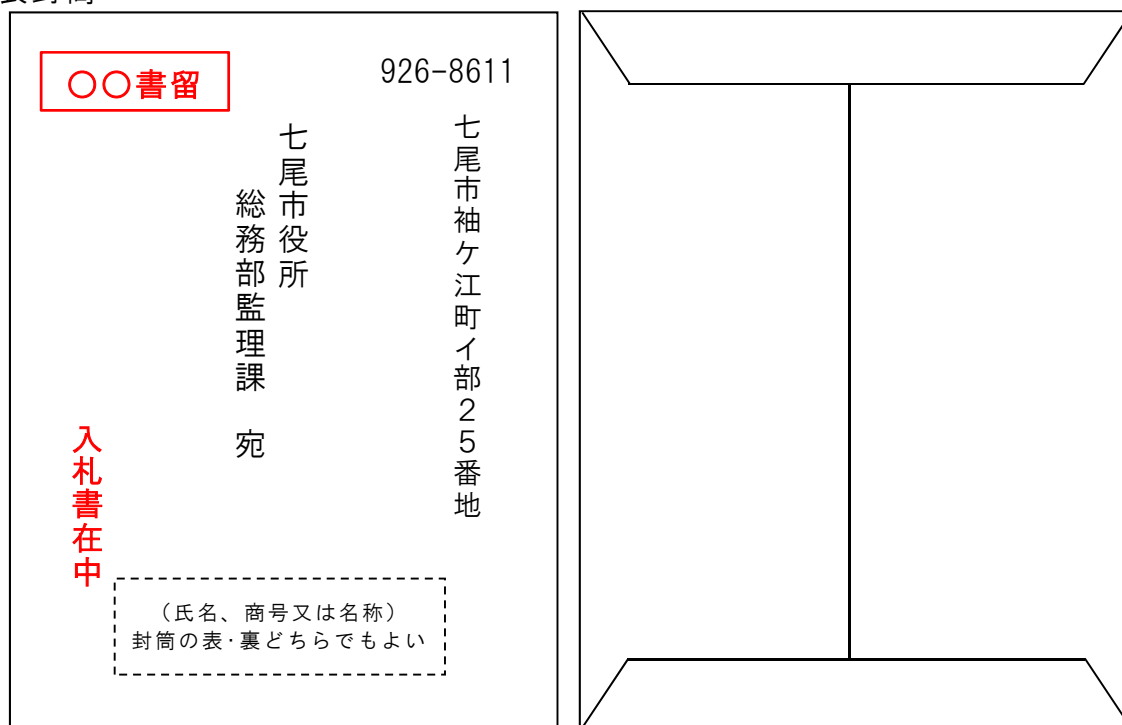 〇〇書留
926-8611
七尾市袖ケ江町イ部25番地
七尾市役所
総務部監理課　宛
入札書在中
（氏名、商号又は名称）
封筒の表・裏どちらでもよい